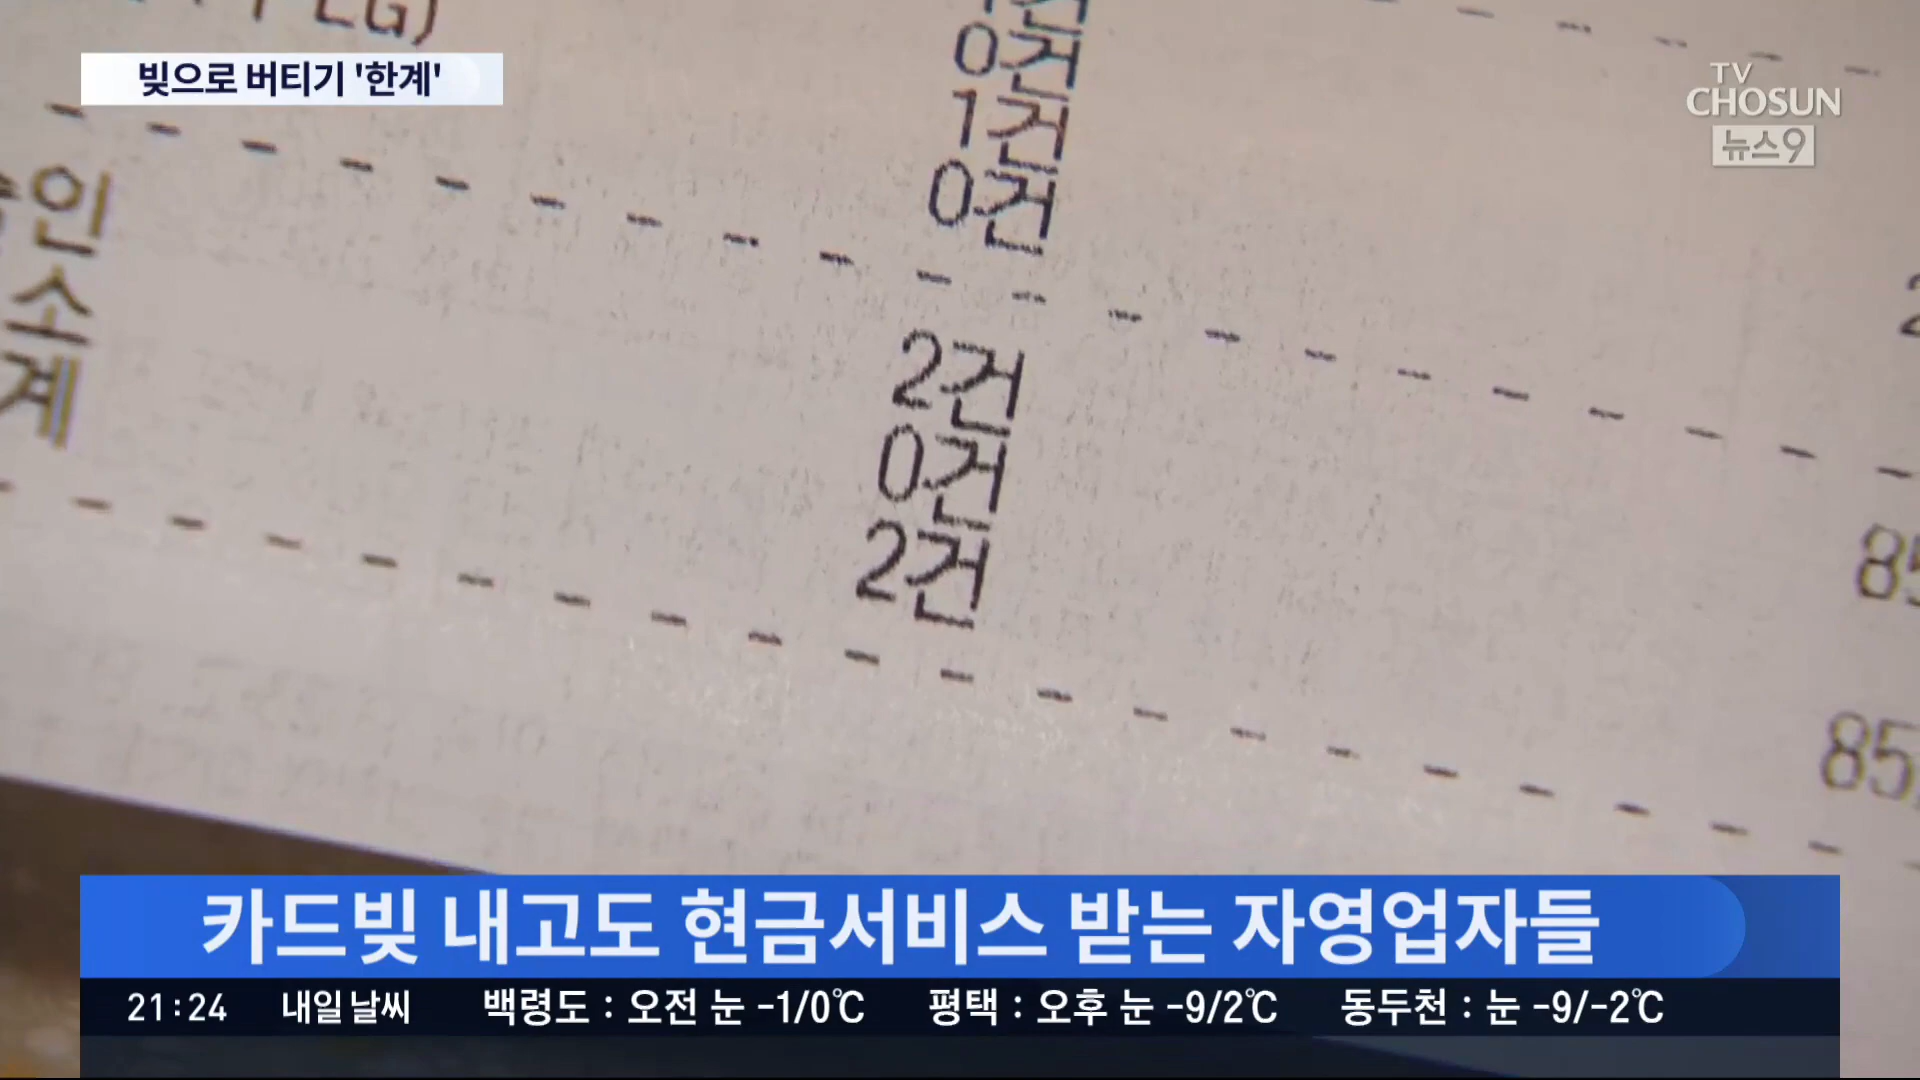 빚으로 버티기 '한계'
TV
CHOSUN
뉴스9
0건
1건
0건
인
소계
2건
0건
2건
85
85
카드빚 내고도 현금서비스 받는 자영업자들
21:24 내일 날씨 백령도 : 오전 눈 -1/0℃ 평택 : 오후 눈 -9/2℃ 동두천 : 눈 -9/-2℃